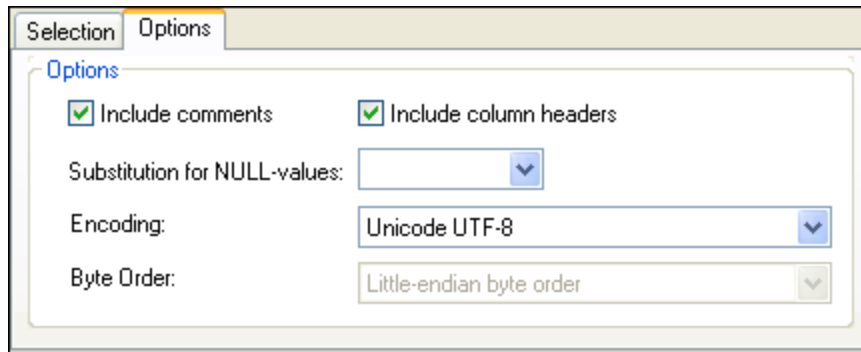 Selection Options
Options
Include comments Include column headers
Substitution for NULL-values:
Encoding: Unicode UTF-8
Byte Order: Little-endian byte order